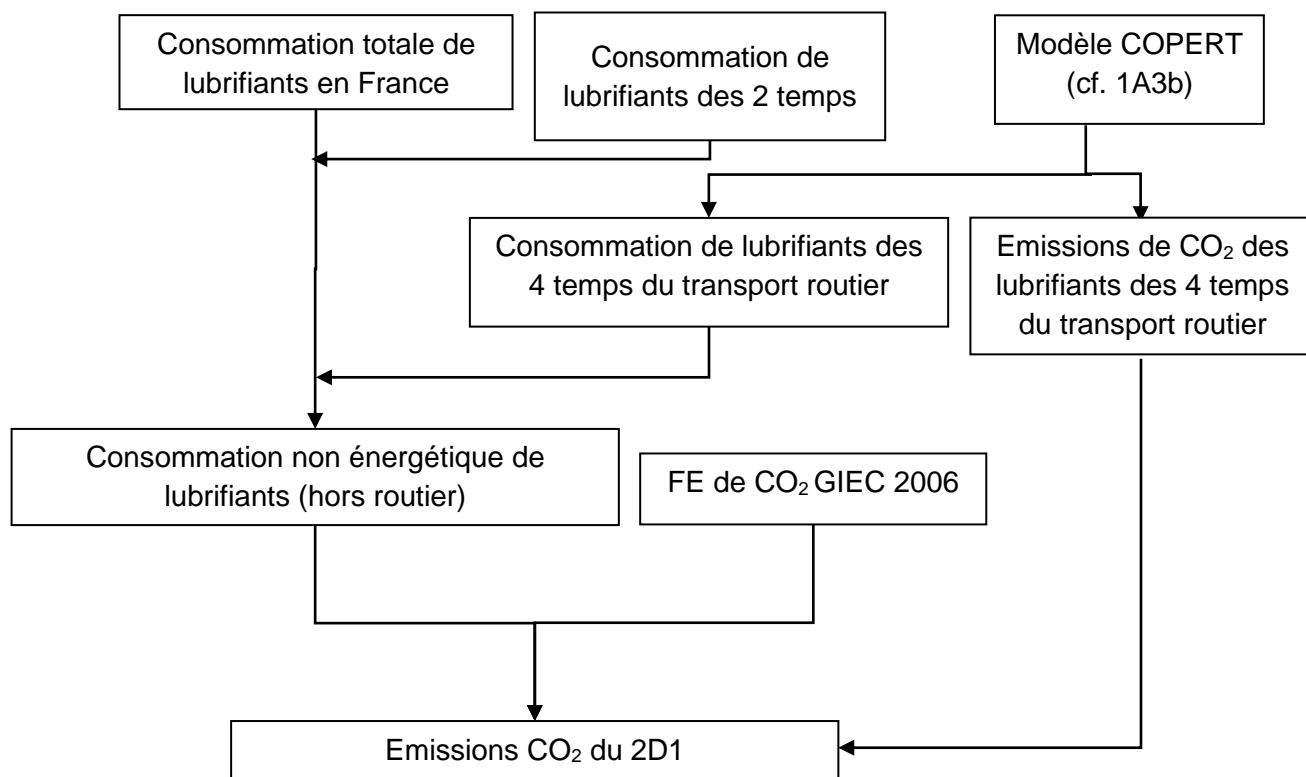 Consommation totale de
lubrifiants en France
Consommation de
lubrifiants des 2 temps
Modèle COPERT
(cf. 1A3b)
Consommation de lubrifiants des
4 temps du transport routier
Emissions de CO₂ des
lubrifiants des 4 temps
du transport routier
Consommation non énergétique de
lubrifiants (hors routier)
FE de CO₂ GIEC 2006
Emissions CO₂ du 2D1